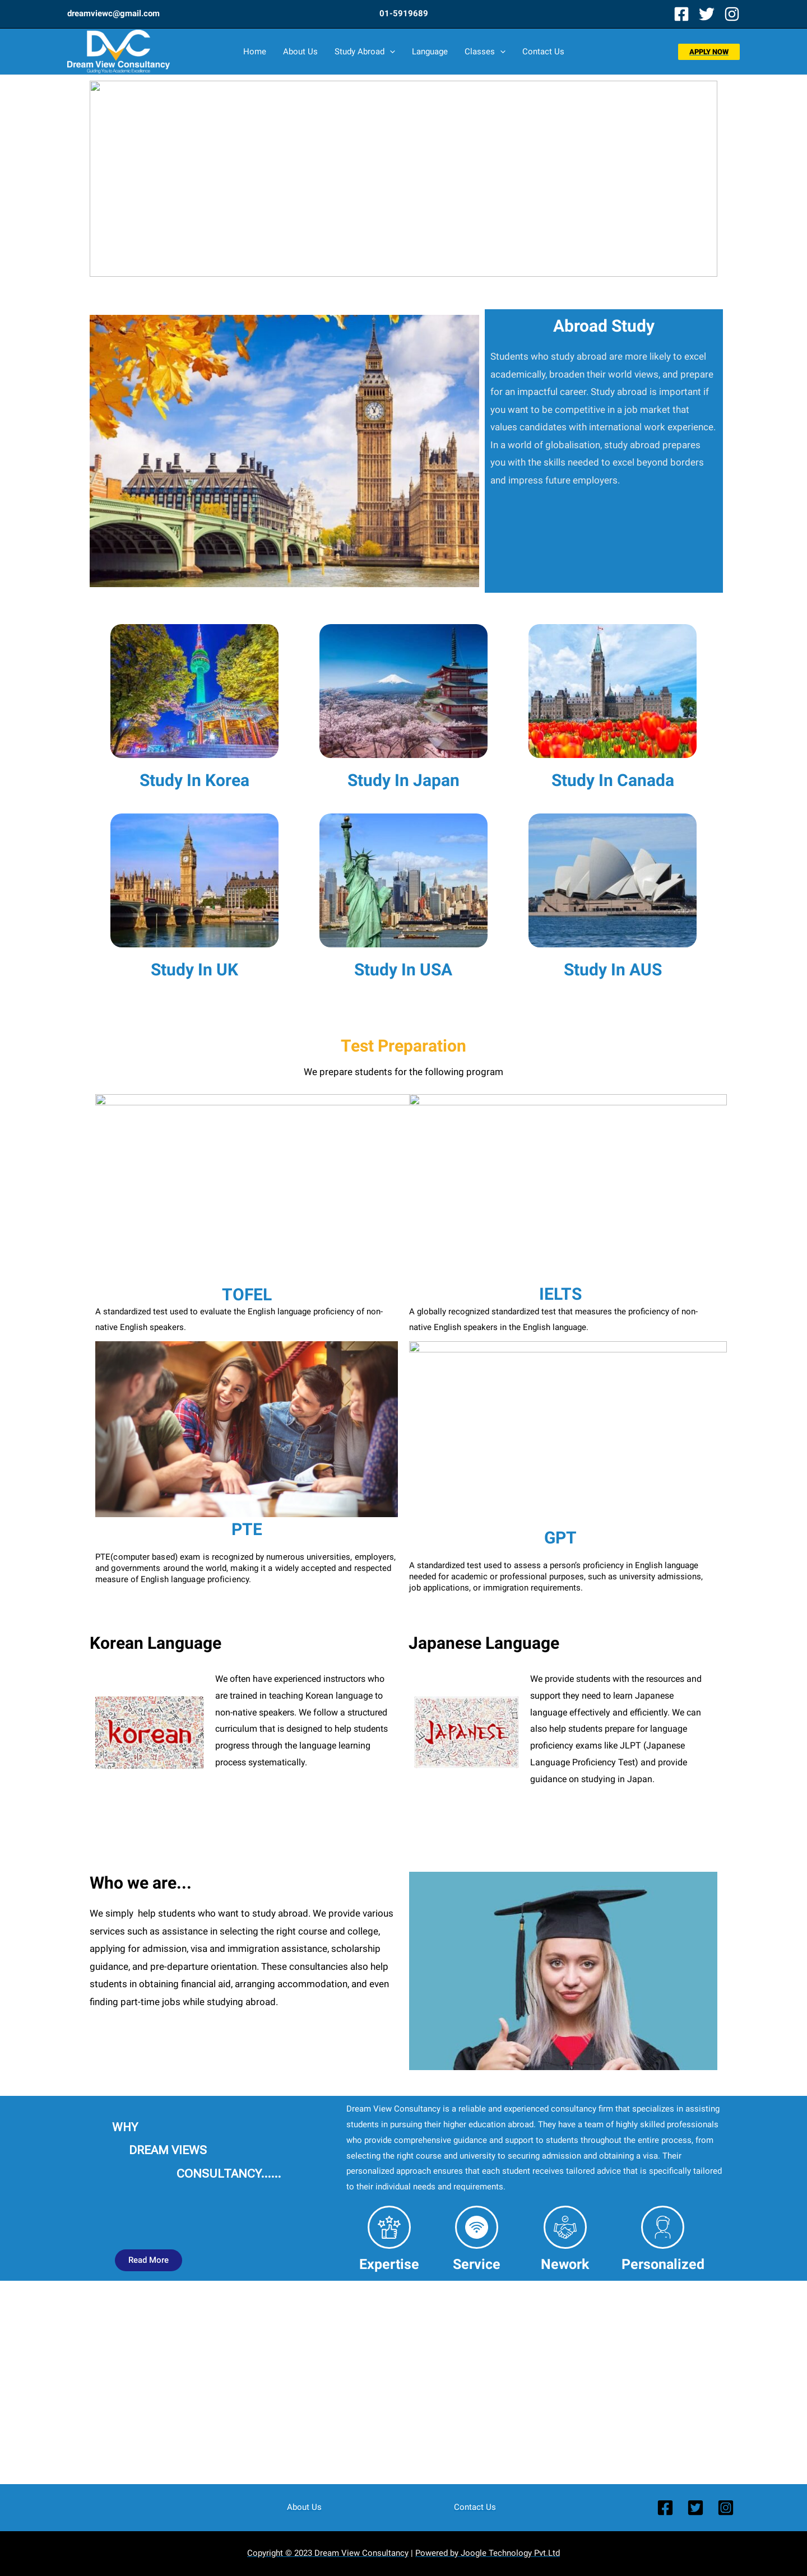 dreamviewc@gmail.com
01-5919689
DVC
Dream View Consultancy
Guiding You to Academic Excellence
Home
About Us
Study Abroad
Language
Classes
Contact Us
APPLY NOW
Abroad Study
Students who study abroad are more likely to excel
academically, broaden their world views, and prepare
for an impactful career. Study abroad is important if
you want to be competitive in a job market that
values candidates with international work experience.
In a world of globalisation, study abroad prepares
you with the skills needed to excel beyond borders
and impress future employers.
Study In Korea
Study In Japan
Study In Canada
Study In UK
Study In USA
Study In AUS
Test Preparation
We prepare students for the following program
TOFEL
A standardized test used to evaluate the English language proficiency of non-
native English speakers.
IELTS
A globally recognized standardized test that measures the proficiency of non-
native English speakers in the English language.
PTE
PTE(computer based) exam is recognized by numerous universities, employers,
and governments around the world, making it a widely accepted and respected
measure of English language proficiency.
GPT
A standardized test used to assess a person's proficiency in English language
needed for academic or professional purposes, such as university admissions,
job applications, or immigration requirements.
Korean Language
korean
We often have experienced instructors who
are trained in teaching Korean language to
non-native speakers. We follow a structured
curriculum that is designed to help students
progress through the language learning
process systematically.
Japanese Language
JAPANESE
We provide students with the resources and
support they need to learn Japanese
language effectively and efficiently. We can
also help students prepare for language
proficiency exams like JLPT (Japanese
Language Proficiency Test) and provide
guidance on studying in Japan.
Who we are...
We simply  help students who want to study abroad. We provide various
services such as assistance in selecting the right course and college,
applying for admission, visa and immigration assistance, scholarship
guidance, and pre-departure orientation. These consultancies also help
students in obtaining financial aid, arranging accommodation, and even
finding part-time jobs while studying abroad.
WHY
DREAM VIEWS
CONSULTANCY......
Read More
Dream View Consultancy is a reliable and experienced consultancy firm that specializes in assisting
students in pursuing their higher education abroad. They have a team of highly skilled professionals
who provide comprehensive guidance and support to students throughout the entire process, from
selecting the right course and university to securing admission and obtaining a visa. Their
personalized approach ensures that each student receives tailored advice that is specifically tailored
to their individual needs and requirements.
Expertise
Service
Nework
Personalized
About Us
Contact Us
Copyright © 2023 Dream View Consultancy | Powered by Joogle Technology Pvt.Ltd